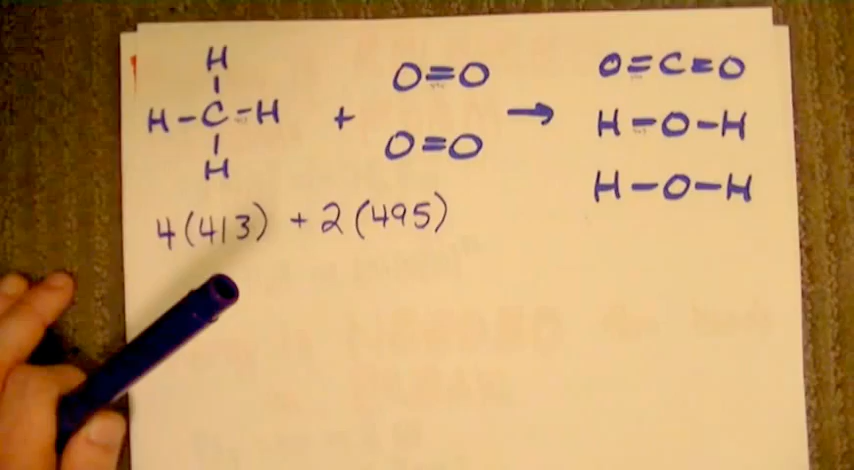 H
O=O
O=C=O
H-C-H + → H-O-H
O=O
H
H-O-H
4(413) + 2(495)